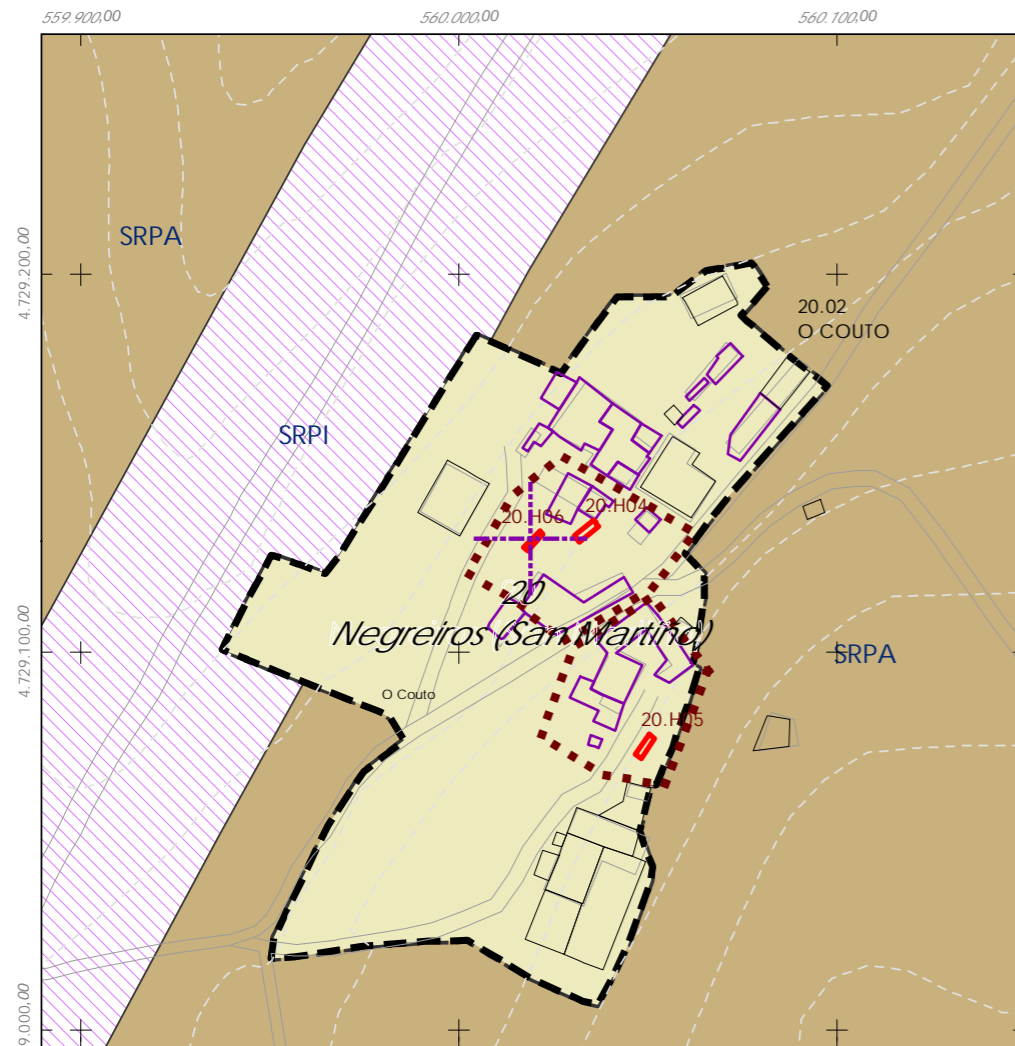 559.900,00
560.000,00
560.100,00
4.729.200,00
SRPA
20.02
O COUTO
SRPI
20.H04
20.H06
20
Negreiros (San Martiño)
4.729.100,00
SRPA
O Couto
20.H05
9.000,00